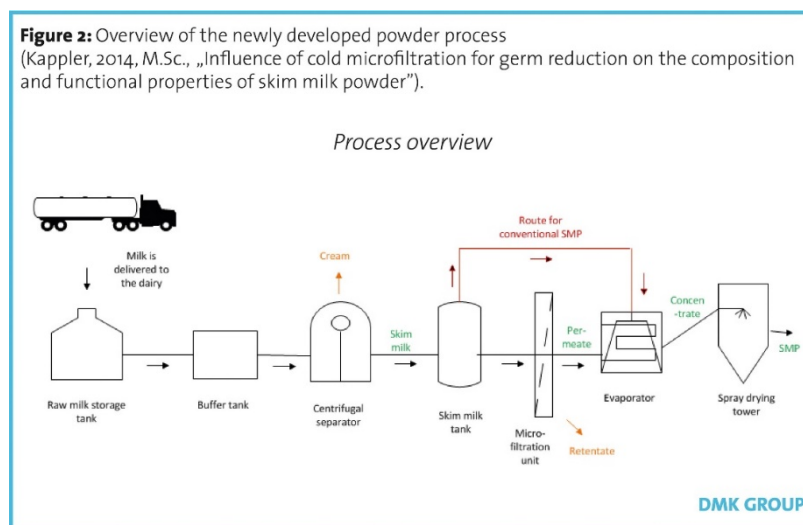 Figure 2: Overview of the newly developed powder process
(Kappler, 2014, M.Sc., „Influence of cold microfiltration for germ reduction on the composition
and functional properties of skim milk powder”).
Process overview
Milk is
delivered to
the dairy
Cream
Route for
conventional SMP
Skim
milk
Per-
meate
Concen
-trate
SMP
Raw milk storage
tank
Buffer tank
Centrifugal
separator
Skim milk
tank
Micro-
filtration
unit
Retentate
Evaporator
Spray drying
tower
DMK GROUP